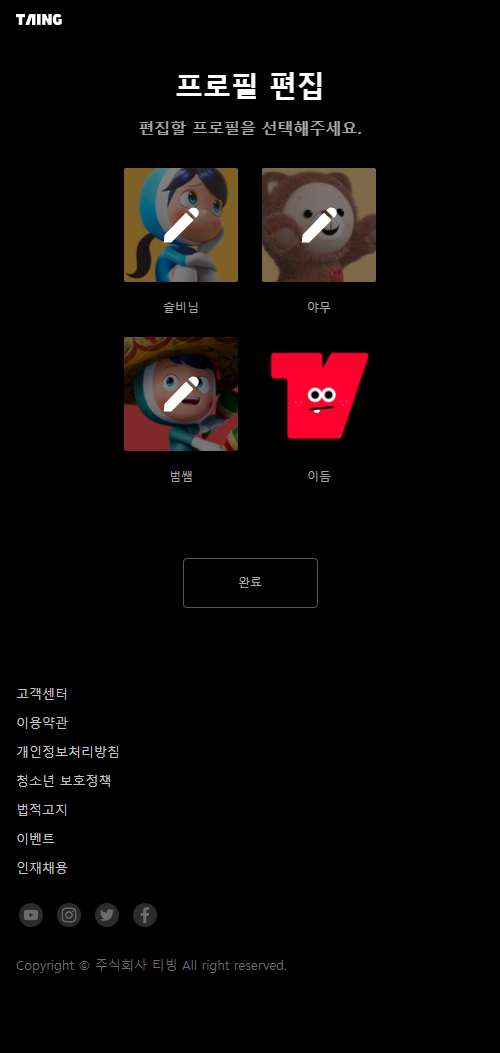 TAING
프로필 편집
편집할 프로필을 선택해주세요.
슬비님
야무
범쌤
이듬
완료
고객센터
이용약관
개인정보처리방침
청소년 보호정책
법적고지
이벤트
인재채용
Copyright © 주식회사 티빙 All right reserved.